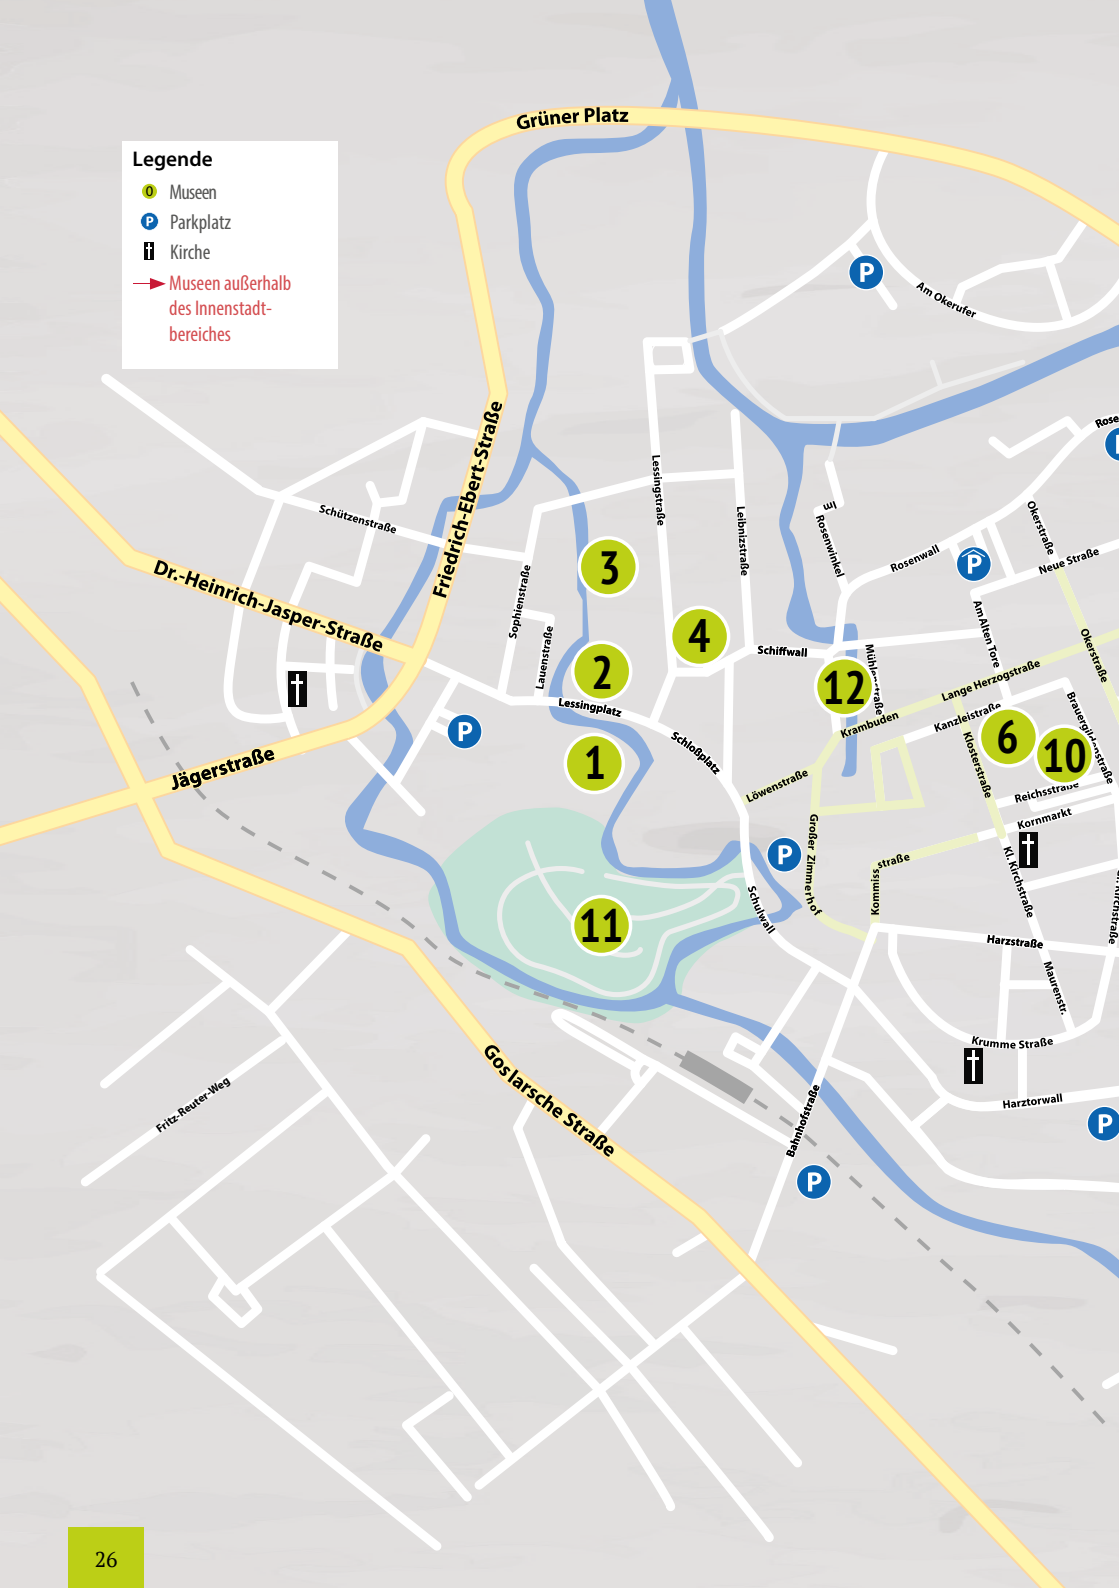 Grüner Platz
Legende
0 Museen
P Parkplatz
Kirche
Museen außerhalb
des Innenstadt-
bereiches
P
Am Okerufer
Friedrich-Ebert-Straße
Schützenstraße
Dr.-Heinrich-Jasper-Straße
Jägerstraße
Sophienstraße
Lauenstraße
Lessingstraße
Leibnizstraße
Im
Rosenwinkel
Rosenwall
P
Okerstraße
Neue Straße
Am Alten Tore
Okerstraße
3
4
2
Schiffwall
12
Lange Herzogstraße
Lessingplatz
Krambuden
Kanzleistraße
P
1
Schloßplatz
6
10
Klosterstraße
Löwenstraße
Reichsstraße
Kornmarkt
P
Großer Zimmerhof
Kommiss
straße
Kl. Kirchstraße
Schulwall
11
Harzstraße
Maurenstr.
Krumme Straße
Harztorwall
P
Goslarsche Straße
Fritz-Reuter-Weg
Bahnhofstraße
P
26